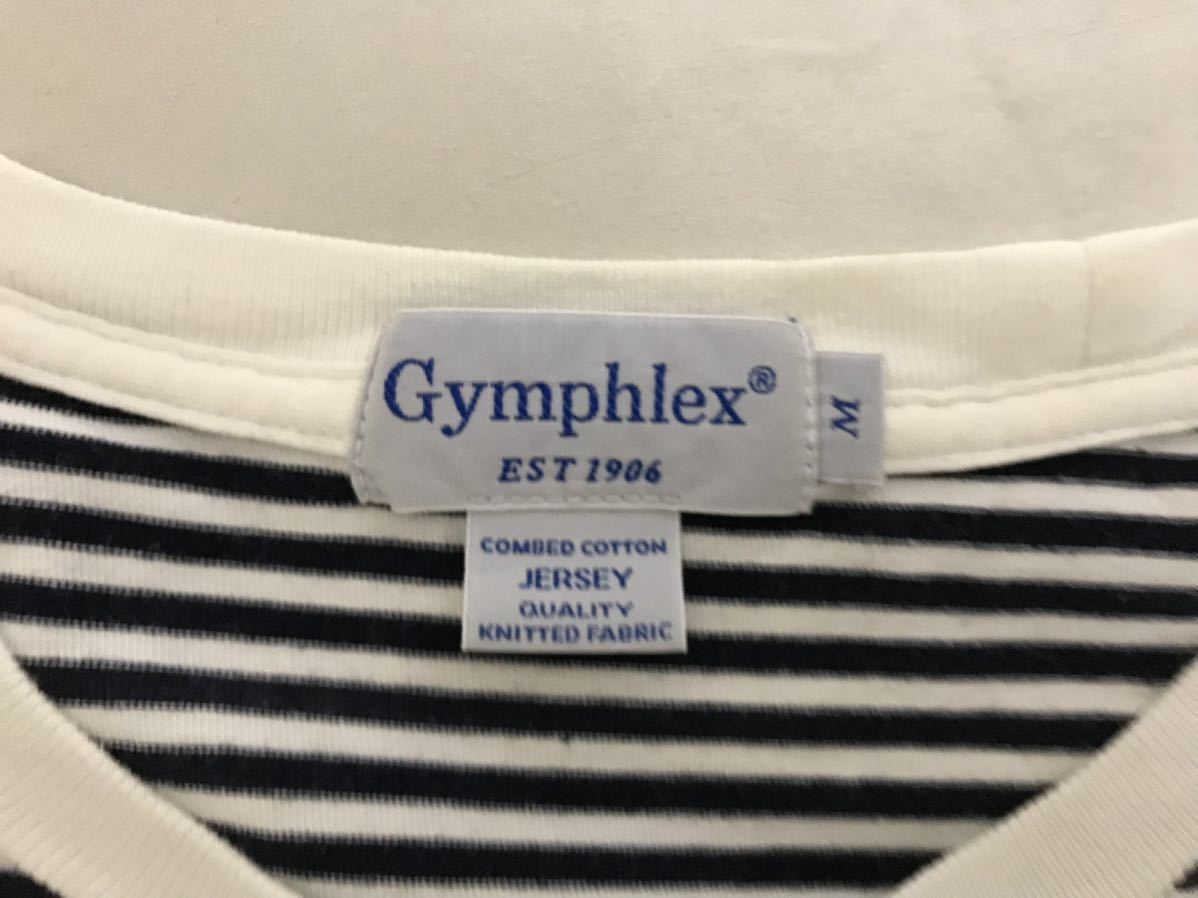 Gymphlex®
EST 1906
M
COMBED COTTON
JERSEY
QUALITY
KNITTED FABRIC